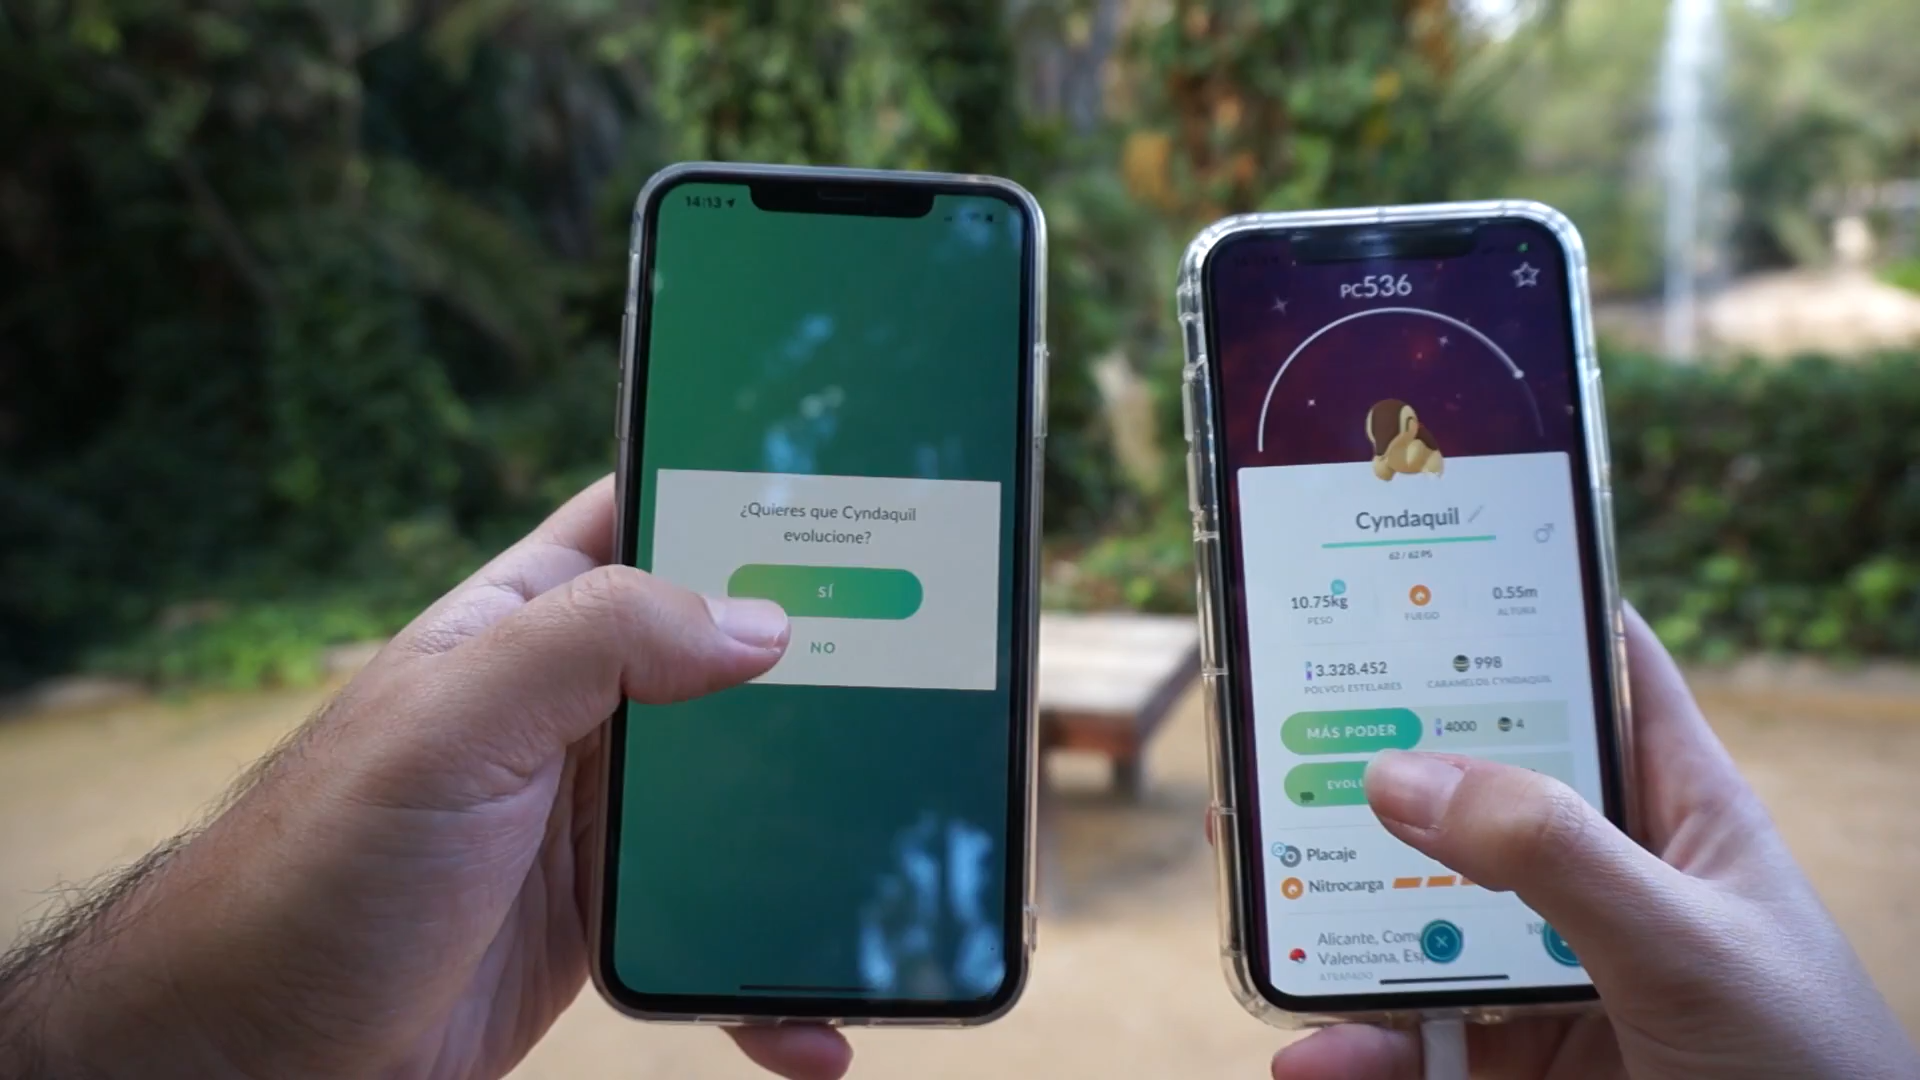 14:13
¿Quieres que Cyndaquil
evolucione?
SÍ
NO
PC536
Cyndaquil
62 / 62 PS
10.75kg
PESO
FUEGO
0.55m
ALTURA
3.328.452
POLVOS ESTELARES
998
CARAMELOS CYNDAQUIL
MÁS PODER
4000
4
EVOLU
Placaje
Nitrocarga
Alicante, Com
Valenciana, Esp
ATRAPADO